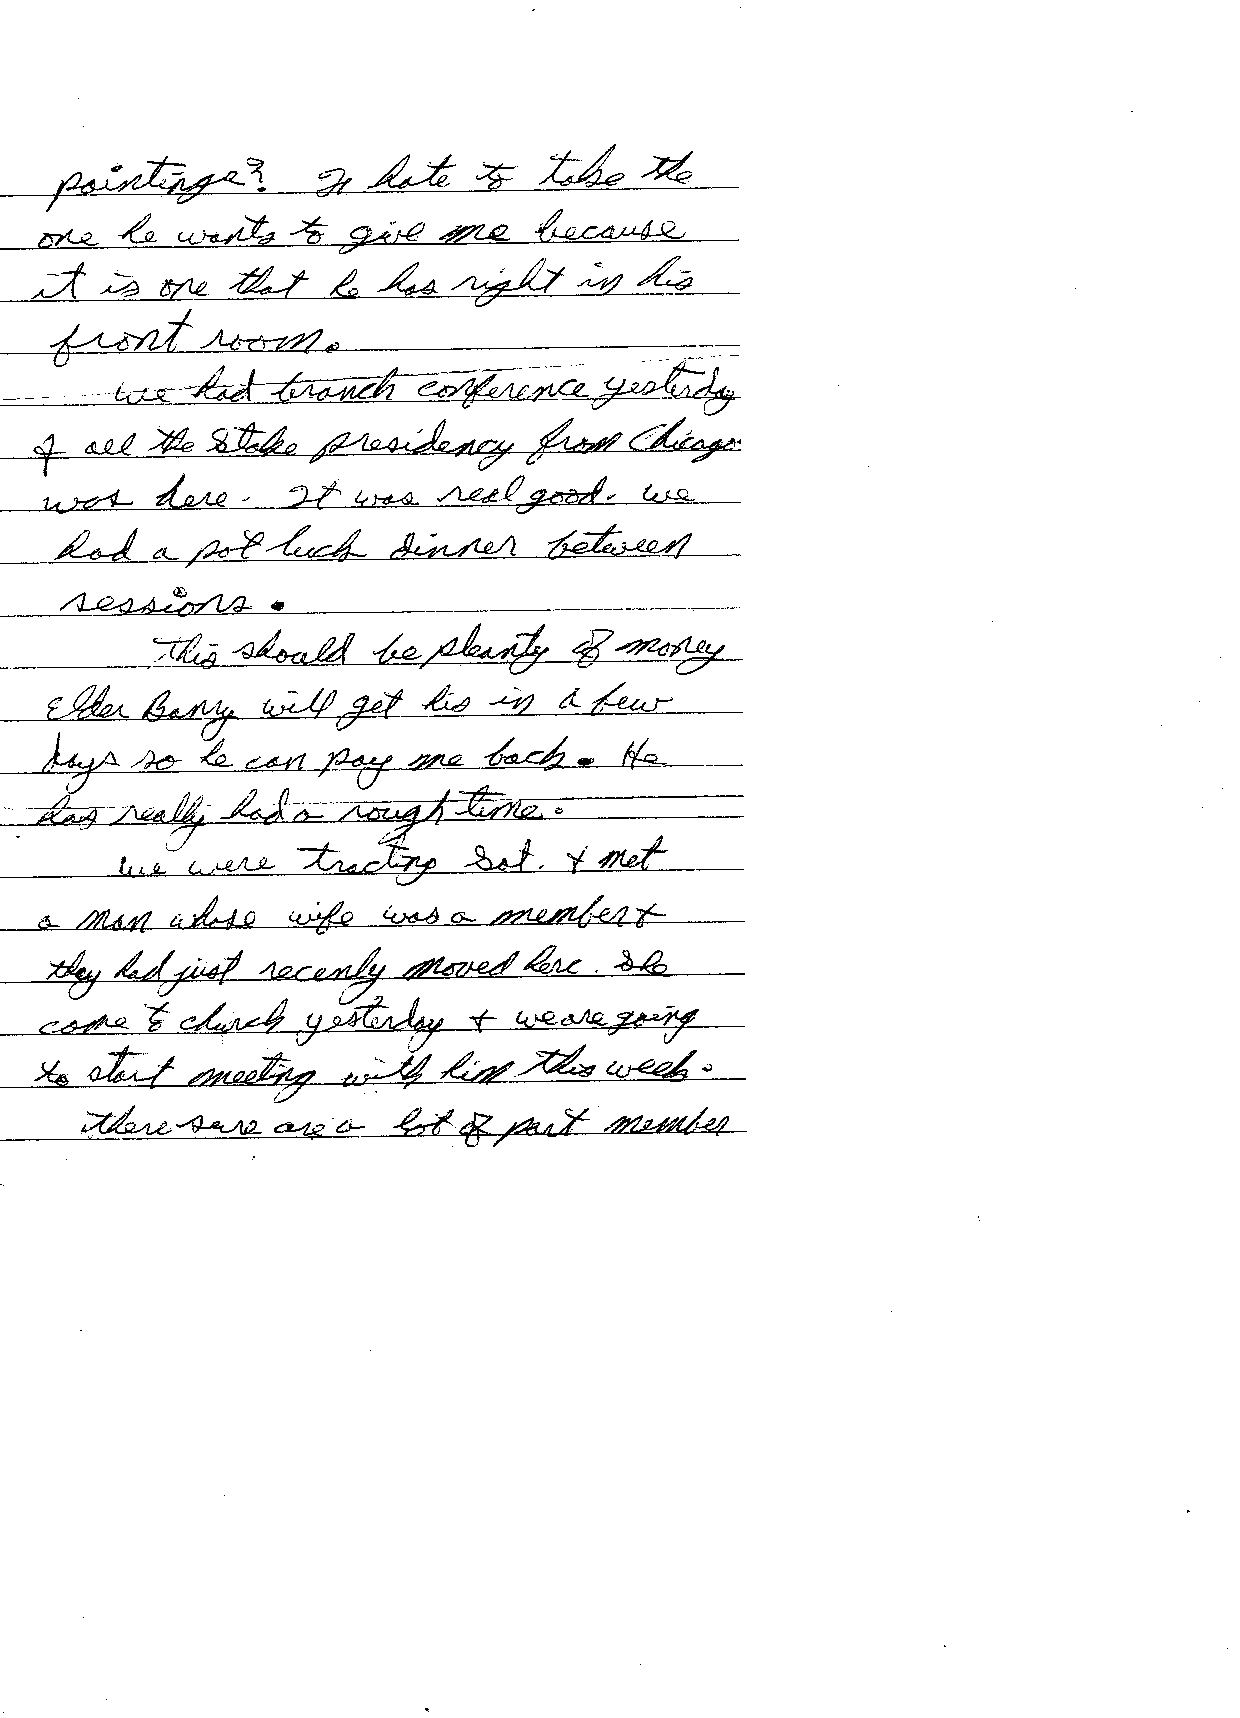 paintings? I hate to take the
one he wants to give me because
it is one that he has right in his
front room.
We had branch conference yesterday
& all the Stake presidency from Chicago
was here. It was real good. We
had a pot luck dinner between
sessions.
This should be pleanty of money
Elder Barry will get his in a few
days so he can pay me back. He
has really had a rough time.
We were tracting Sat. & met
a man whose wife was a member &
they had just recenly moved here. She
come to church yesterday & we are going
to start meeting with him this week.
There sure are a lot of part member